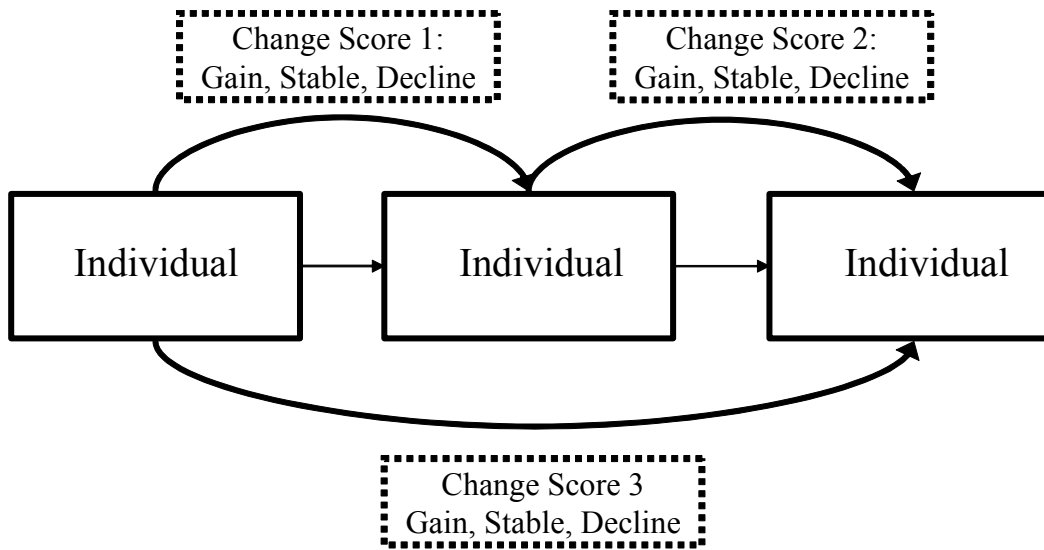 Change Score 1:
Gain, Stable, Decline
Change Score 2:
Gain, Stable, Decline
Individual
Individual
Individual
Change Score 3
Gain, Stable, Decline